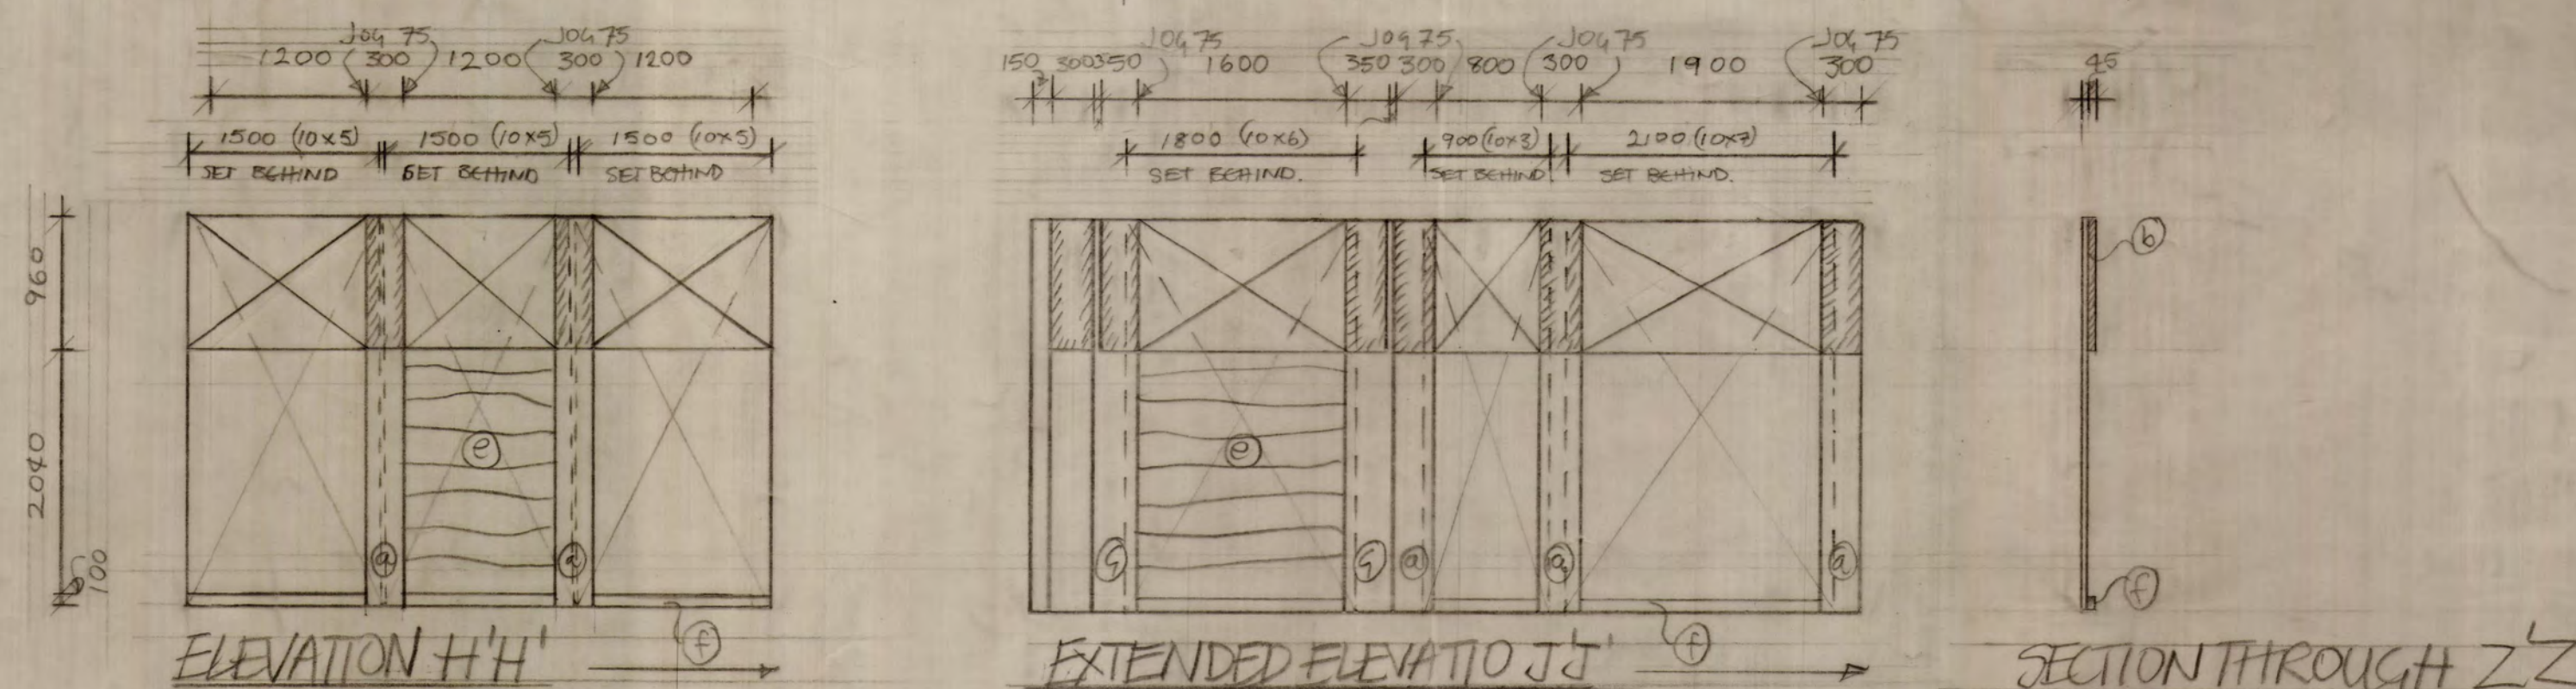 JOG 75 JOG 75
1200 300 1200 300 1200
1500 (10x5) 1500 (10x5) 1500 (10x5)
SET BEHIND SET BEHIND SET BEHIND
960
2040
100
e
a a
f
ELEVATION H'H'
JOG 75 JOG 75 JOG 75 JOG 75
150 300 350 1600 350 300 800 300 1900 300
1800 (10x6) 900 (10x3) 2100 (10x7)
SET BEHIND. SET BEHIND. SET BEHIND.
e
G G a a a
f
EXTENDED ELEVATIO J'J'
45
b
f
SECTION THROUGH Z'Z